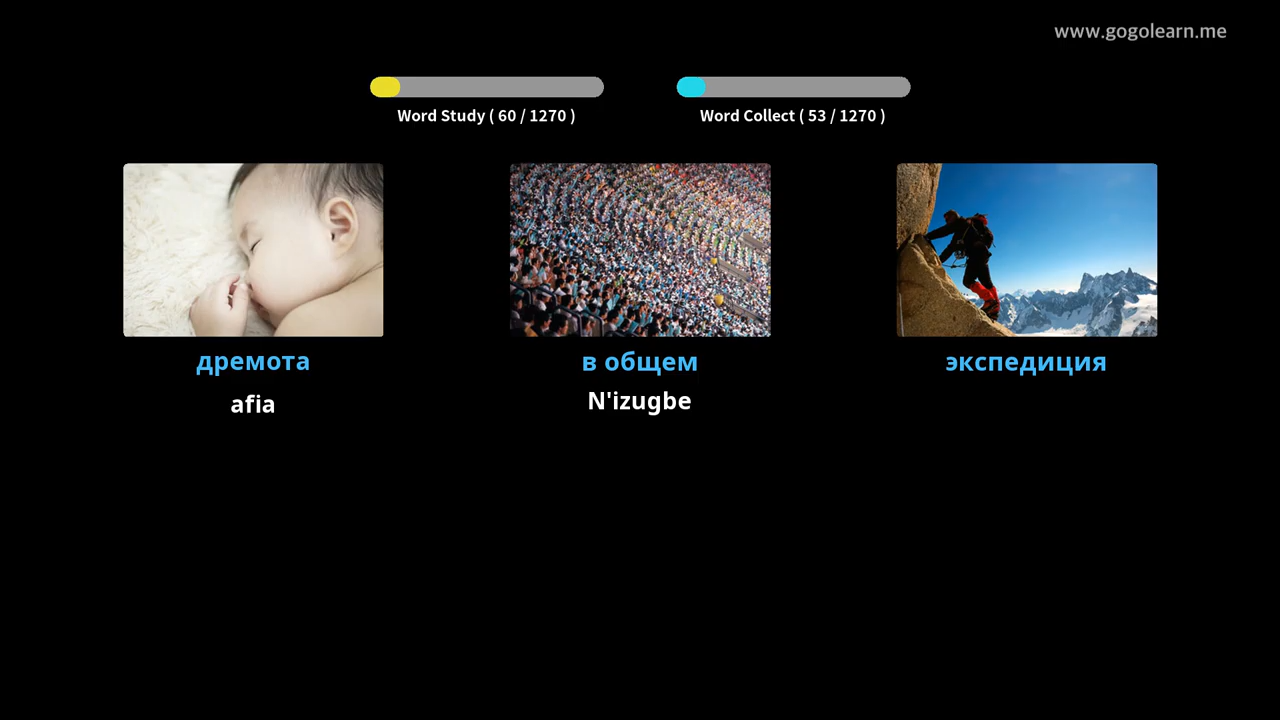 www.gogolearn.me
Word Study ( 60 / 1270 )
Word Collect ( 53 / 1270 )
дремота
в общем
экспедиция
afia
N'izugbe